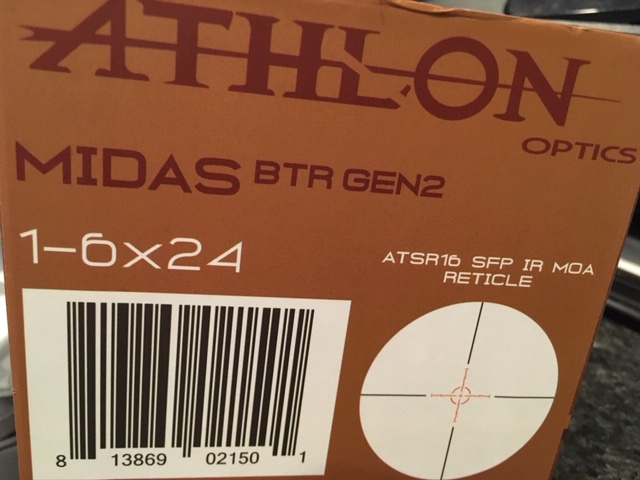 ATHLON
OPTICS
MIDAS BTR GEN2
1-6x24
ATSR16 SFP IR MOA
RETICLE
8 13869 02150 1